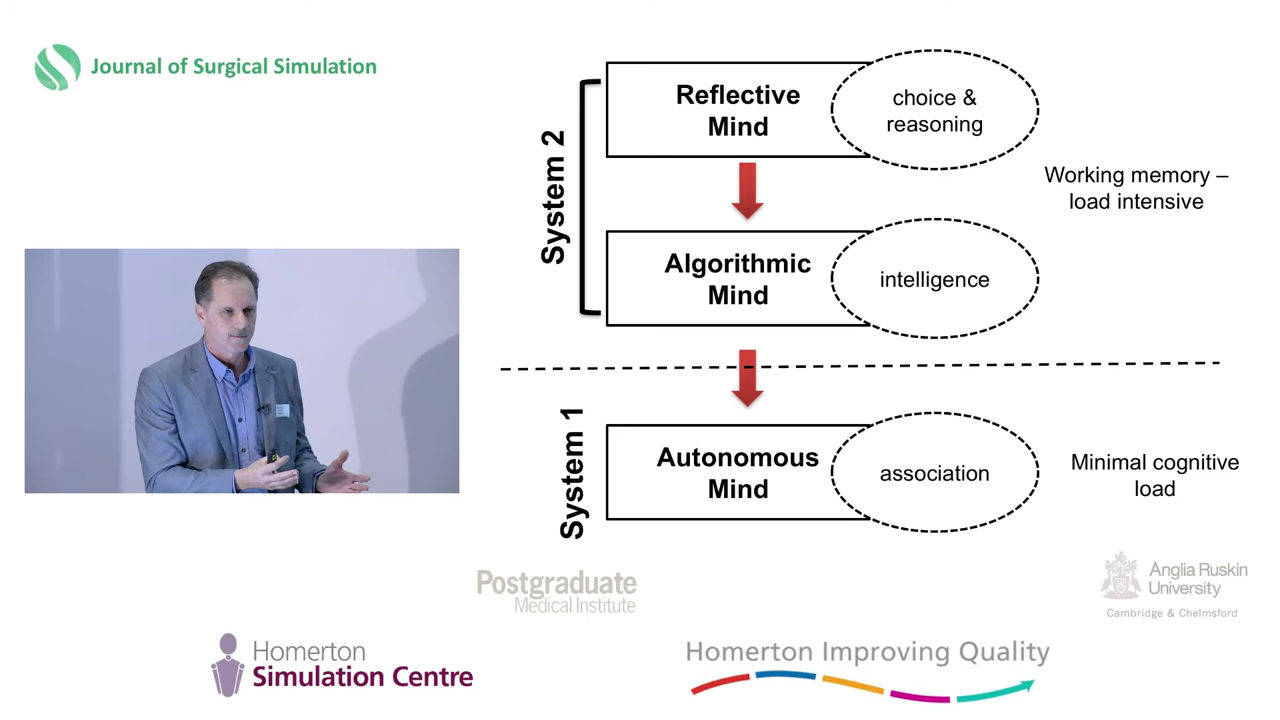 Journal of Surgical Simulation
System 2
Reflective
Mind
choice &
reasoning
Working memory –
load intensive
Algorithmic
Mind
intelligence
System 1
Autonomous
Mind
association
Minimal cognitive
load
Postgraduate
Medical Institute
Anglia Ruskin
University
Cambridge & Chelmsford
Homerton
Simulation Centre
Homerton Improving Quality